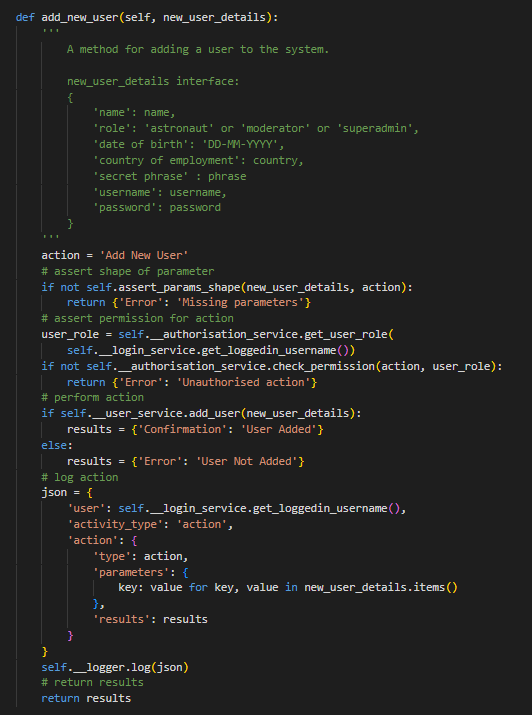 def add_new_user(self, new_user_details):
    '''
        A method for adding a user to the system.

        new_user_details interface:
        {
            'name': name,
            'role': 'astronaut' or 'moderator' or 'superadmin',
            'date of birth': 'DD-MM-YYYY',
            'country of employment': country,
            'secret phrase' : phrase
            'username': username,
            'password': password
        }
    '''
    action = 'Add New User'
    # assert shape of parameter
    if not self.assert_params_shape(new_user_details, action):
        return {'Error': 'Missing parameters'}
    # assert permission for action
    user_role = self.__authorisation_service.get_user_role(
        self.__login_service.get_loggedin_username())
    if not self.__authorisation_service.check_permission(action, user_role):
        return {'Error': 'Unauthorised action'}
    # perform action
    if self.__user_service.add_user(new_user_details):
        results = {'Confirmation': 'User Added'}
    else:
        results = {'Error': 'User Not Added'}
    # log action
    json = {
        'user': self.__login_service.get_loggedin_username(),
        'activity_type': 'action',
        'action': {
            'type': action,
            'parameters': {
                key: value for key, value in new_user_details.items()
            },
            'results': results
        }
    }
    self.__logger.log(json)
    # return results
    return results